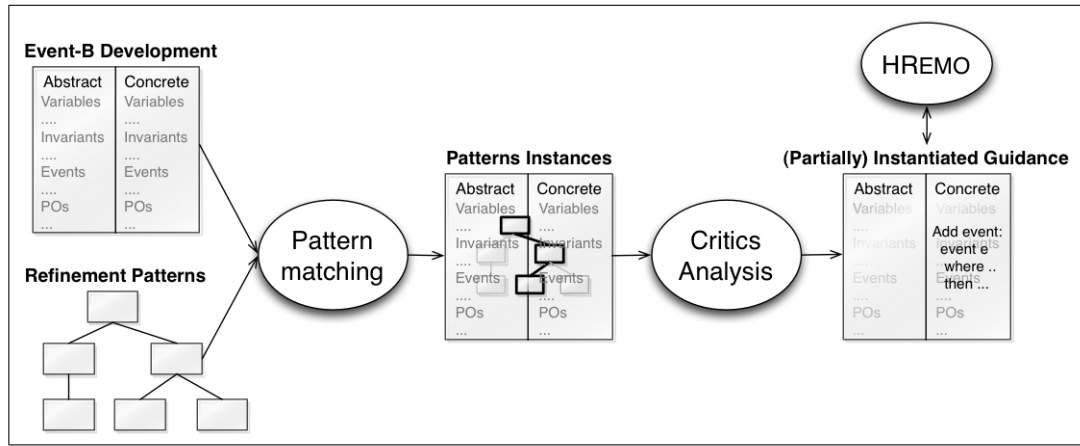 Event-B Development
Abstract Concrete
Variables Variables
.... ....
Invariants Invariants
.... ....
Events Events
.... ....
POs POs
... ...
Refinement Patterns
Pattern
matching
Patterns Instances
Abstract Concrete
Variables Variables
.... ....
Invariants Invariants
.... ....
Events Events
.... ....
POs POs
... ...
Critics
Analysis
HREMO
(Partially) Instantiated Guidance
Abstract Concrete
Variables Variables
.... ....
Invariants Invariants
.... ....
Events Events
.... ....
POs POs
... ...
Add event:
event e
where ..
then ...